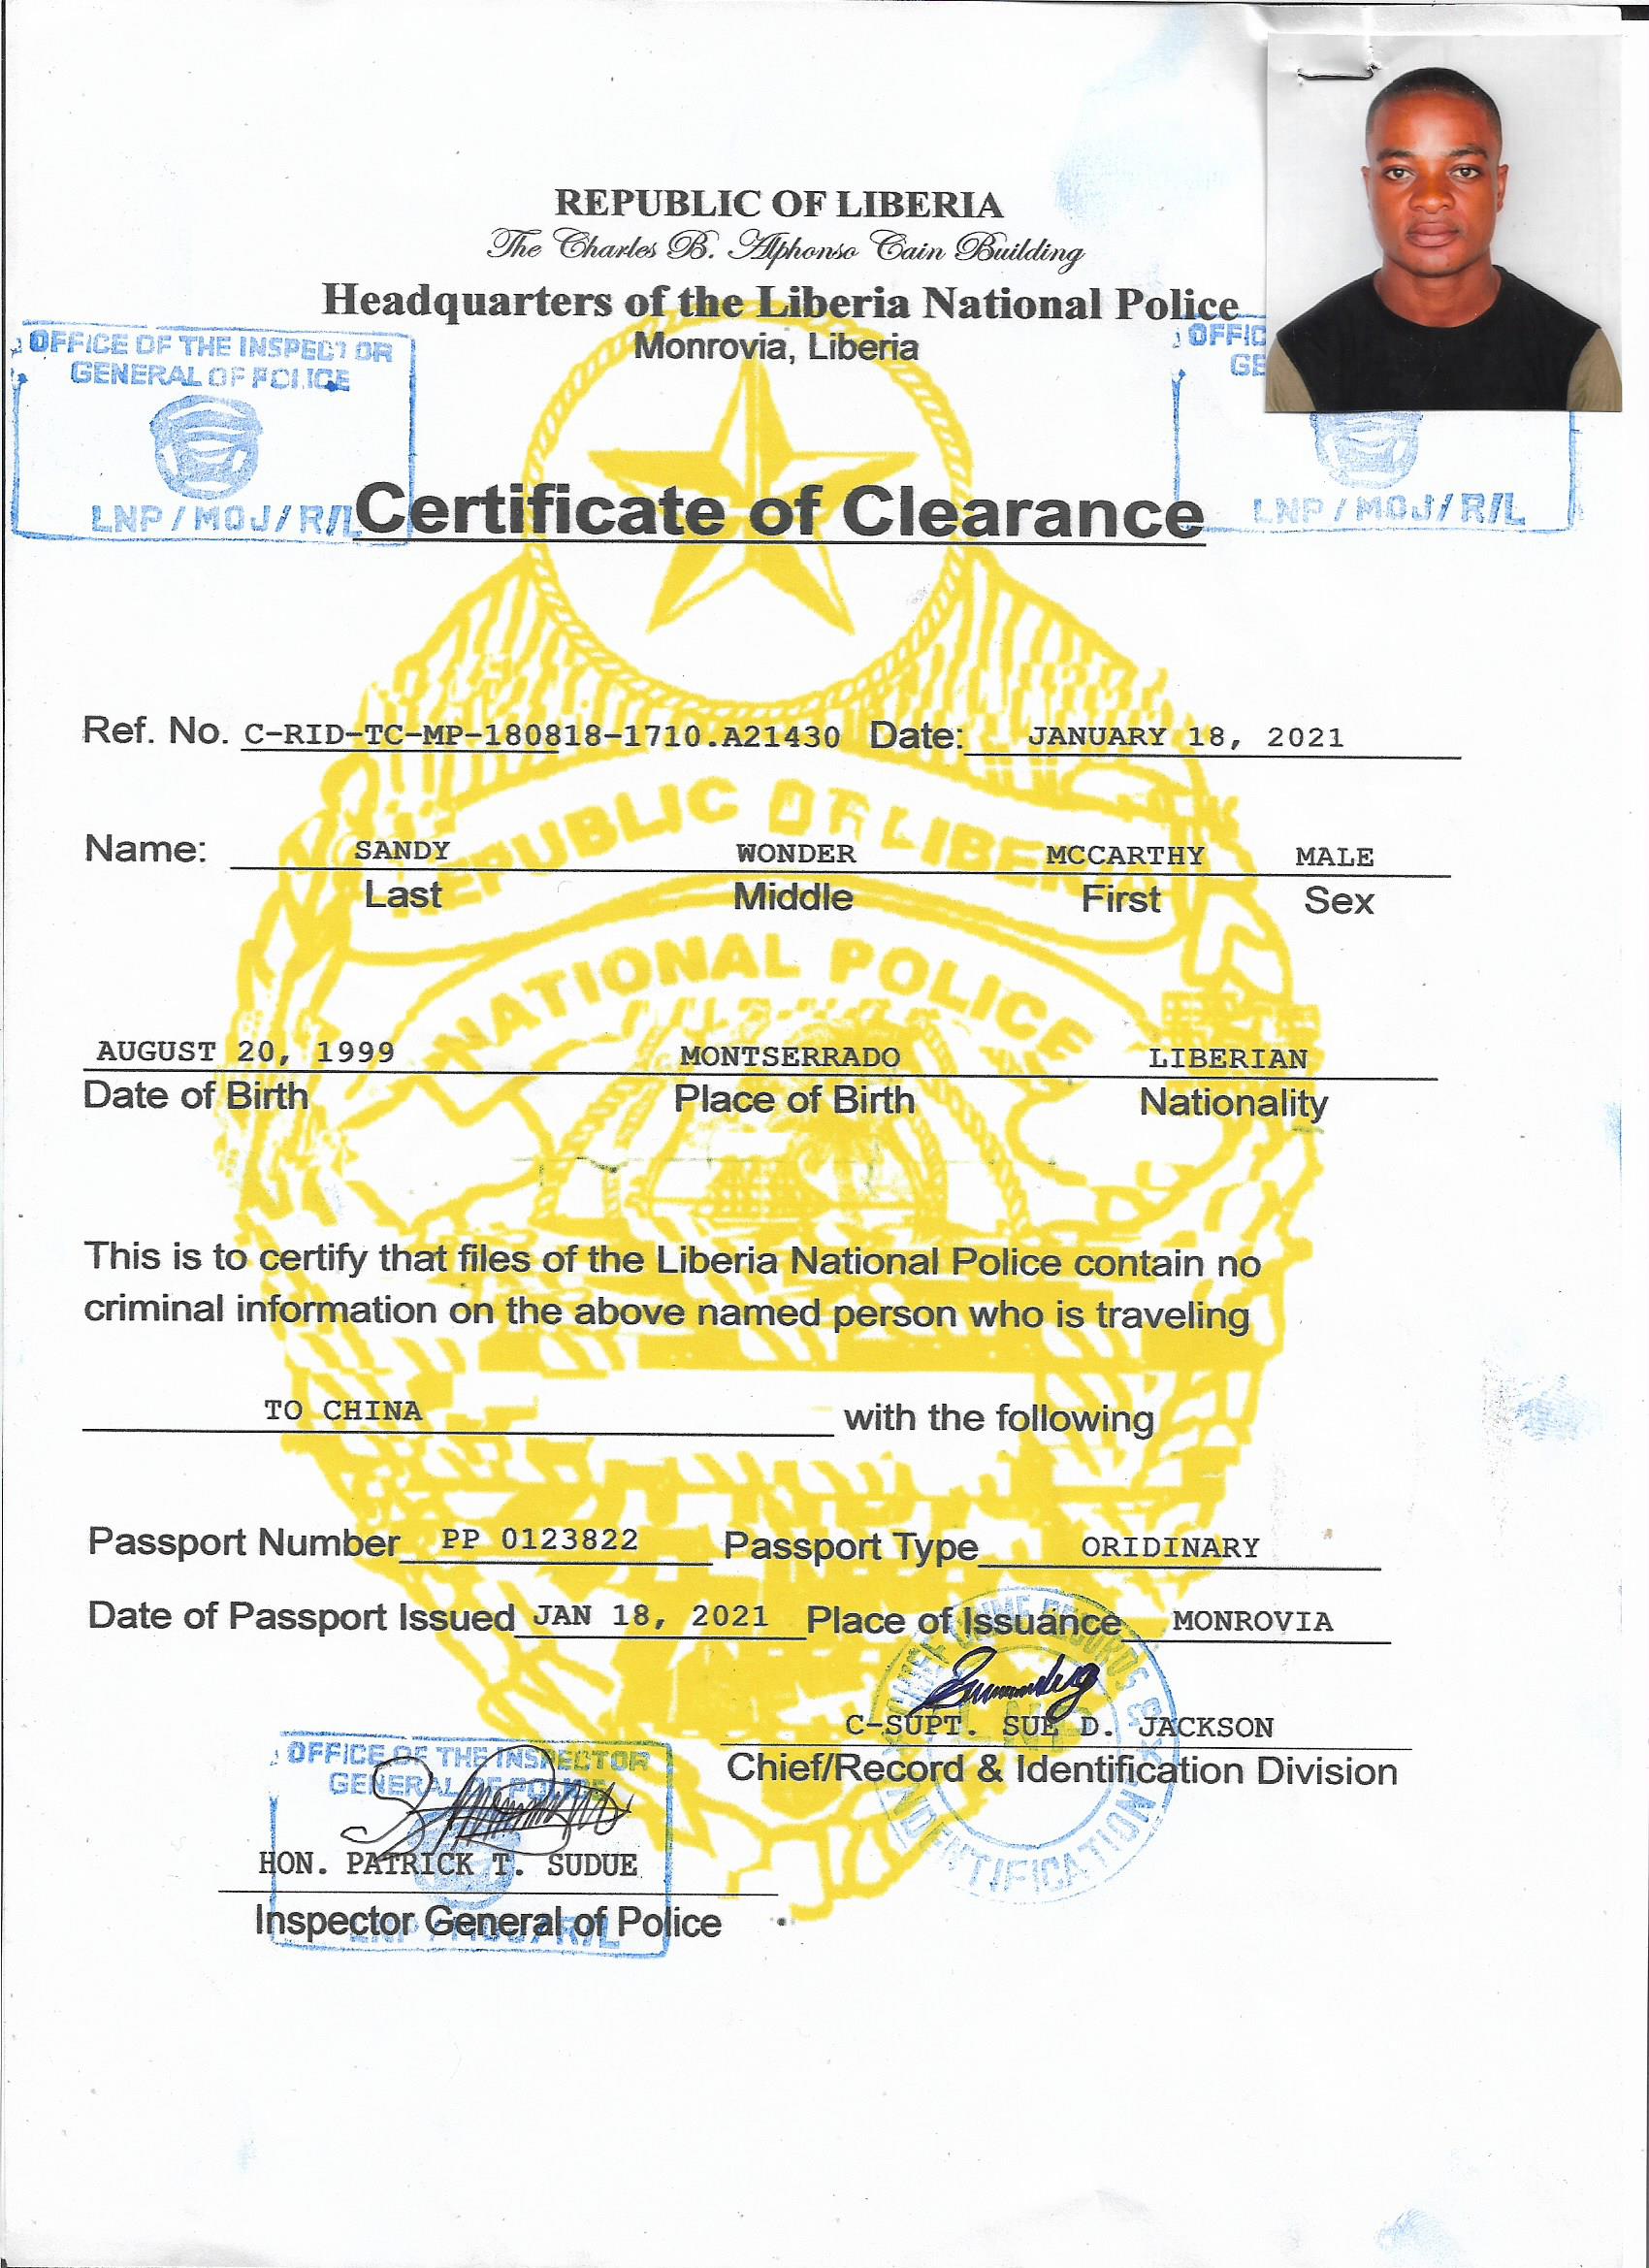 REPUBLIC OF LIBERIA
The Charles B. Alphonso Cain Building
Headquarters of the Liberia National Police
Monrovia, Liberia
OFFICE OF THE INSPECTOR
GENERAL OF POLICE
LNP / MOJ / R/L
OFFIC
GE
LNP / MOJ / R/L
Certificate of Clearance
Ref. No. C-RID-TC-MP-180818-1710.A21430 Date: JANUARY 18, 2021
REPUBLIC OF LIBERIA
Name: SANDY WONDER MCCARTHY MALE
Last Middle First Sex
NATIONAL POLICE
AUGUST 20, 1999 MONTSERRADO LIBERIAN
Date of Birth Place of Birth Nationality
This is to certify that files of the Liberia National Police contain no
criminal information on the above named person who is traveling
TO CHINA with the following
Passport Number PP 0123822 Passport Type ORIDINARY
Date of Passport Issued JAN 18, 2021 Place of Issuance MONROVIA
C-SUPT. SUE D. JACKSON
Chief/Record & Identification Division
OFFICE OF THE INSPECTOR
GENERAL OF POLICE
HON. PATRICK T. SUDUE
Inspector General of Police
LNP / MOJ / R/L